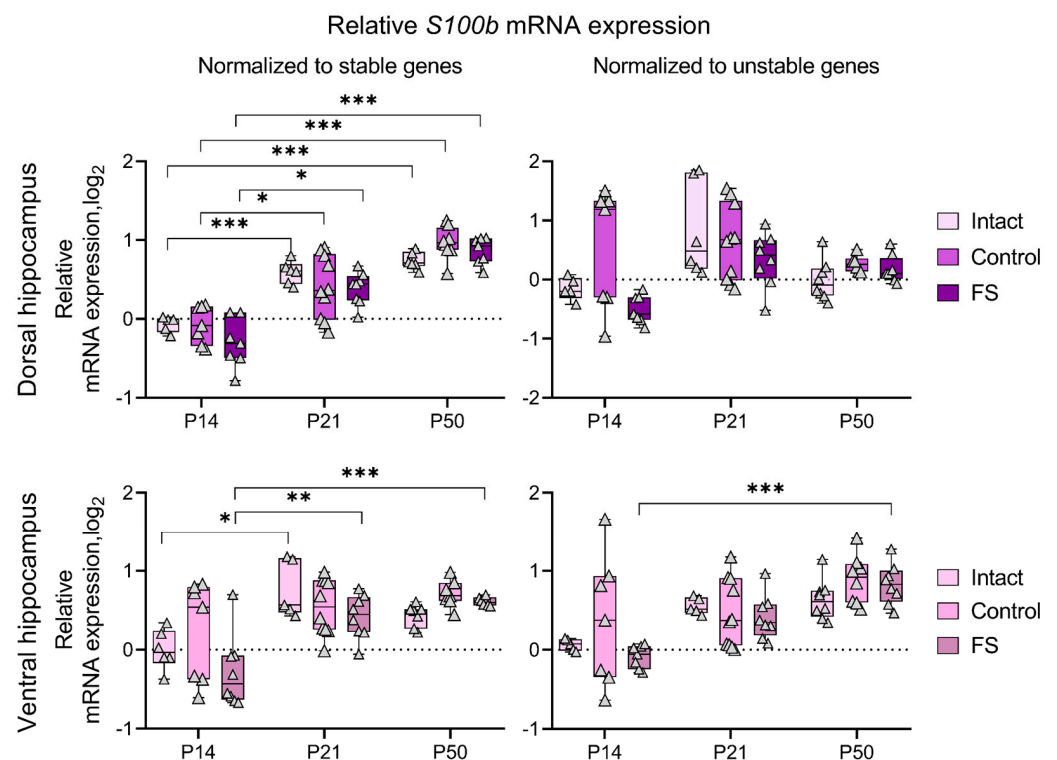 Relative S100b mRNA expression
Normalized to stable genes
Normalized to unstable genes
Dorsal hippocampus
Relative
mRNA expression,log2
2
1
0
-1
***
***
***
*
*
***
P14
P21
P50
2
1
0
-1
-2
P14
P21
P50
Intact
Control
FS
Ventral hippocampus
Relative
mRNA expression,log2
2
1
0
-1
***
**
*
P14
P21
P50
2
1
0
-1
***
P14
P21
P50
Intact
Control
FS